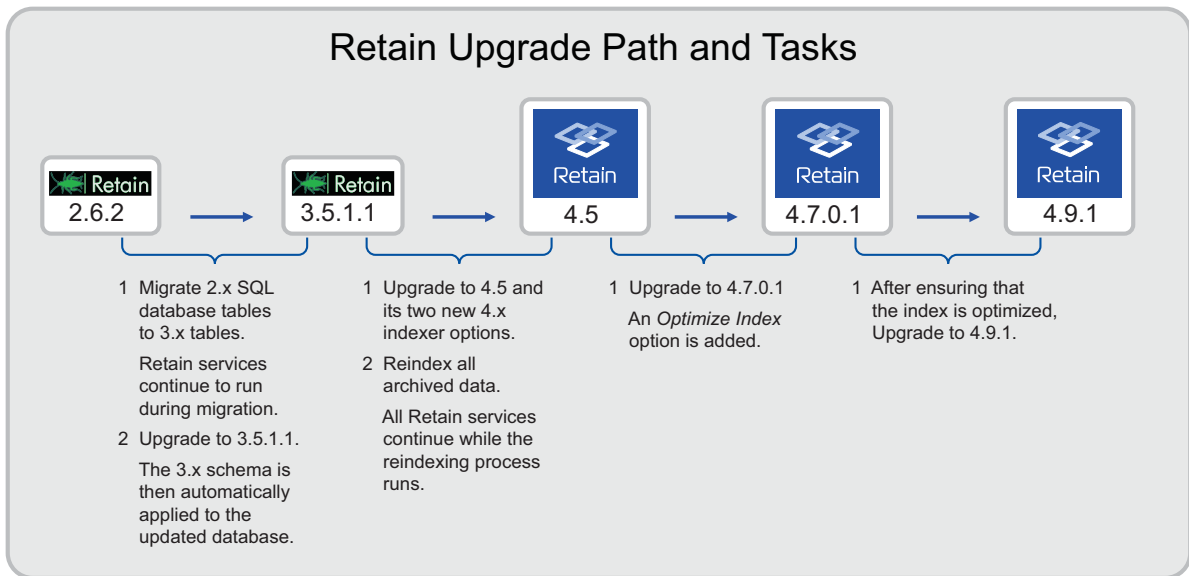 Retain Upgrade Path and Tasks
Retain
2.6.2
Retain
3.5.1.1
Retain
4.5
Retain
4.7.0.1
Retain
4.9.1
1 Migrate 2.x SQL
database tables
to 3.x tables.
Retain services
continue to run
during migration.
2 Upgrade to 3.5.1.1.
The 3.x schema is
then automatically
applied to the
updated database.
1 Upgrade to 4.5 and
its two new 4.x
indexer options.
2 Reindex all
archived data.
All Retain services
continue while the
reindexing process
runs.
1 Upgrade to 4.7.0.1
An Optimize Index
option is added.
1 After ensuring that
the index is optimized,
Upgrade to 4.9.1.